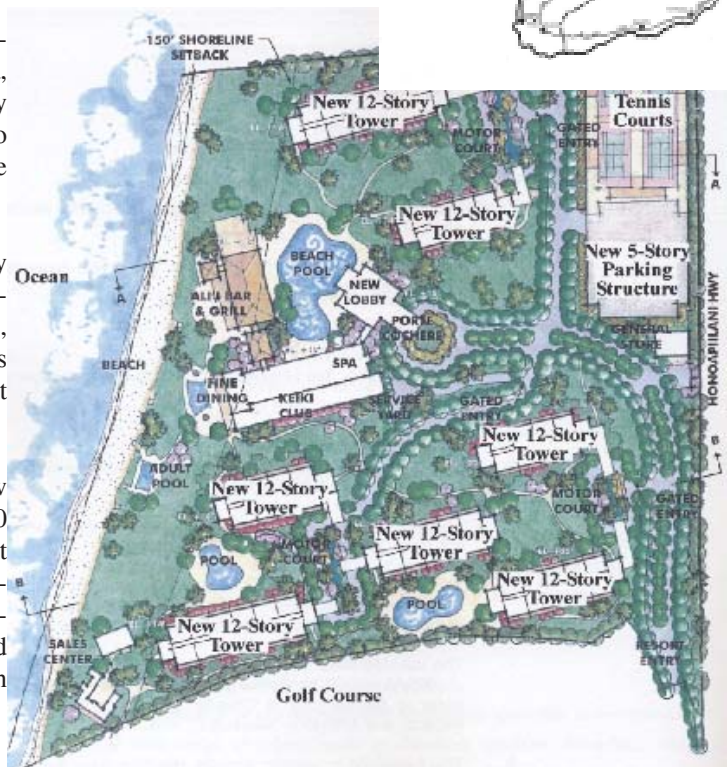 150' SHORELINE
SETBACK
New 12-Story
Tower
MOTOR
COURT
GATED
ENTRY
Tennis
Courts
A
New 12-Story
Tower
BEACH
POOL
NEW
LOBBY
New 5-Story
Parking
Structure
Ocean
A
ALII BAR
& GRILL
PORTE
COCHERE
GENERAL
STORE
HONOAPIILANI HWY
BEACH
SPA
FINE
DINING
KEIKI
CLUB
SERVICE
YARD
GATED
ENTRY
B
New 12-Story
Tower
ADULT
POOL
New 12-Story
Tower
MOTOR
COURT
GATED
ENTRY
New 12-Story
Tower
MOTOR
COURT
POOL
New 12-Story
Tower
POOL
B
New 12-Story
Tower
SALES
CENTER
RESORT
ENTRY
Golf Course